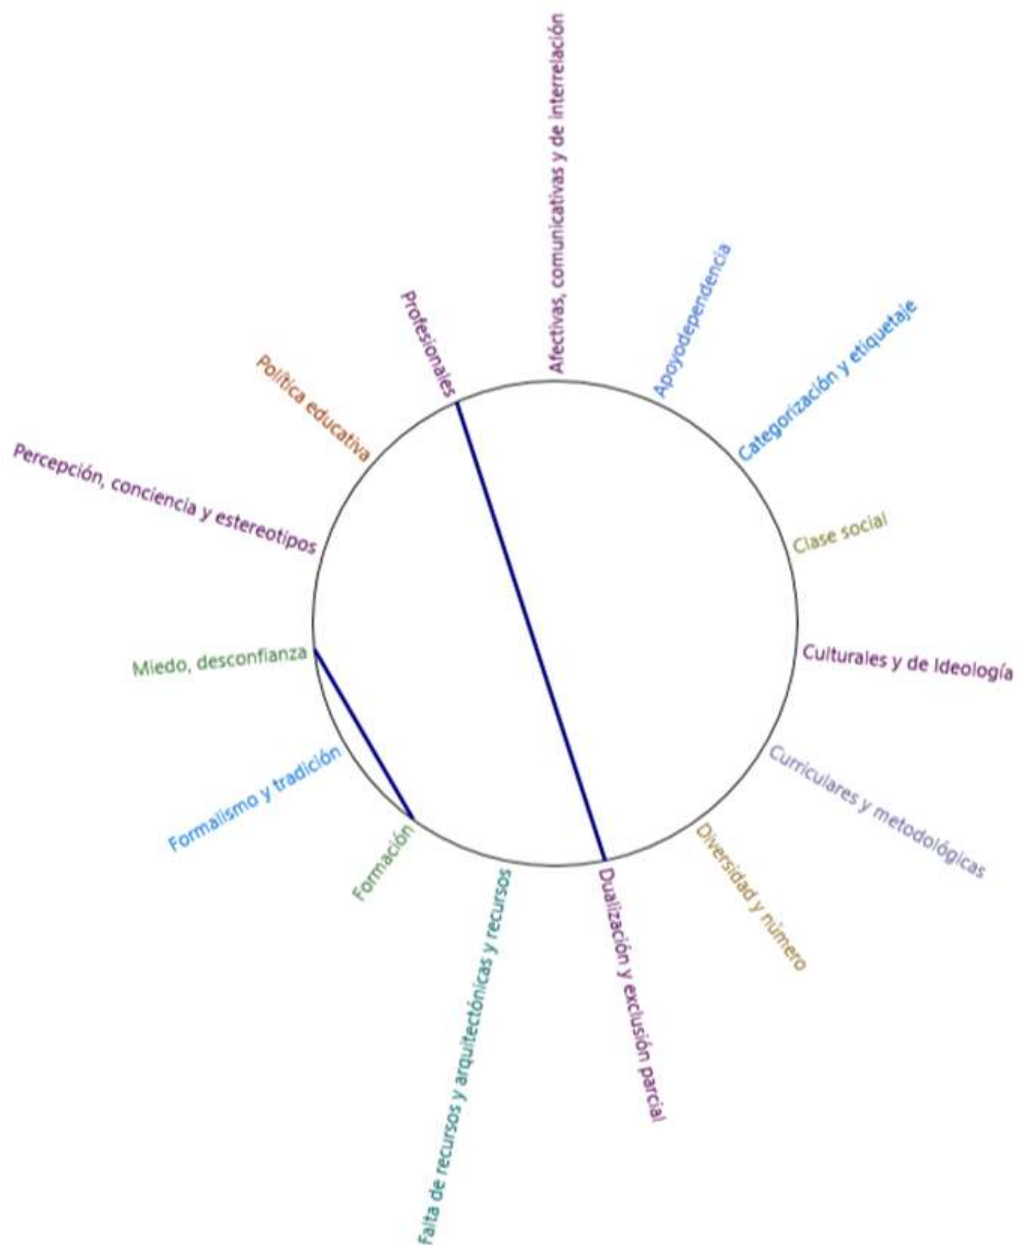 Afectivas, comunicativas y de interrelación
Apoyodependencia
Categorización y etiquetaje
Clase social
Culturales y de Ideología
Curriculares y metodológicas
Diversidad y número
Dualización y exclusión parcial
Falta de recursos y arquitectónicas y recursos
Formación
Formalismo y tradición
Miedo, desconfianza
Percepción, conciencia y estereotipos
Política educativa
Profesionales